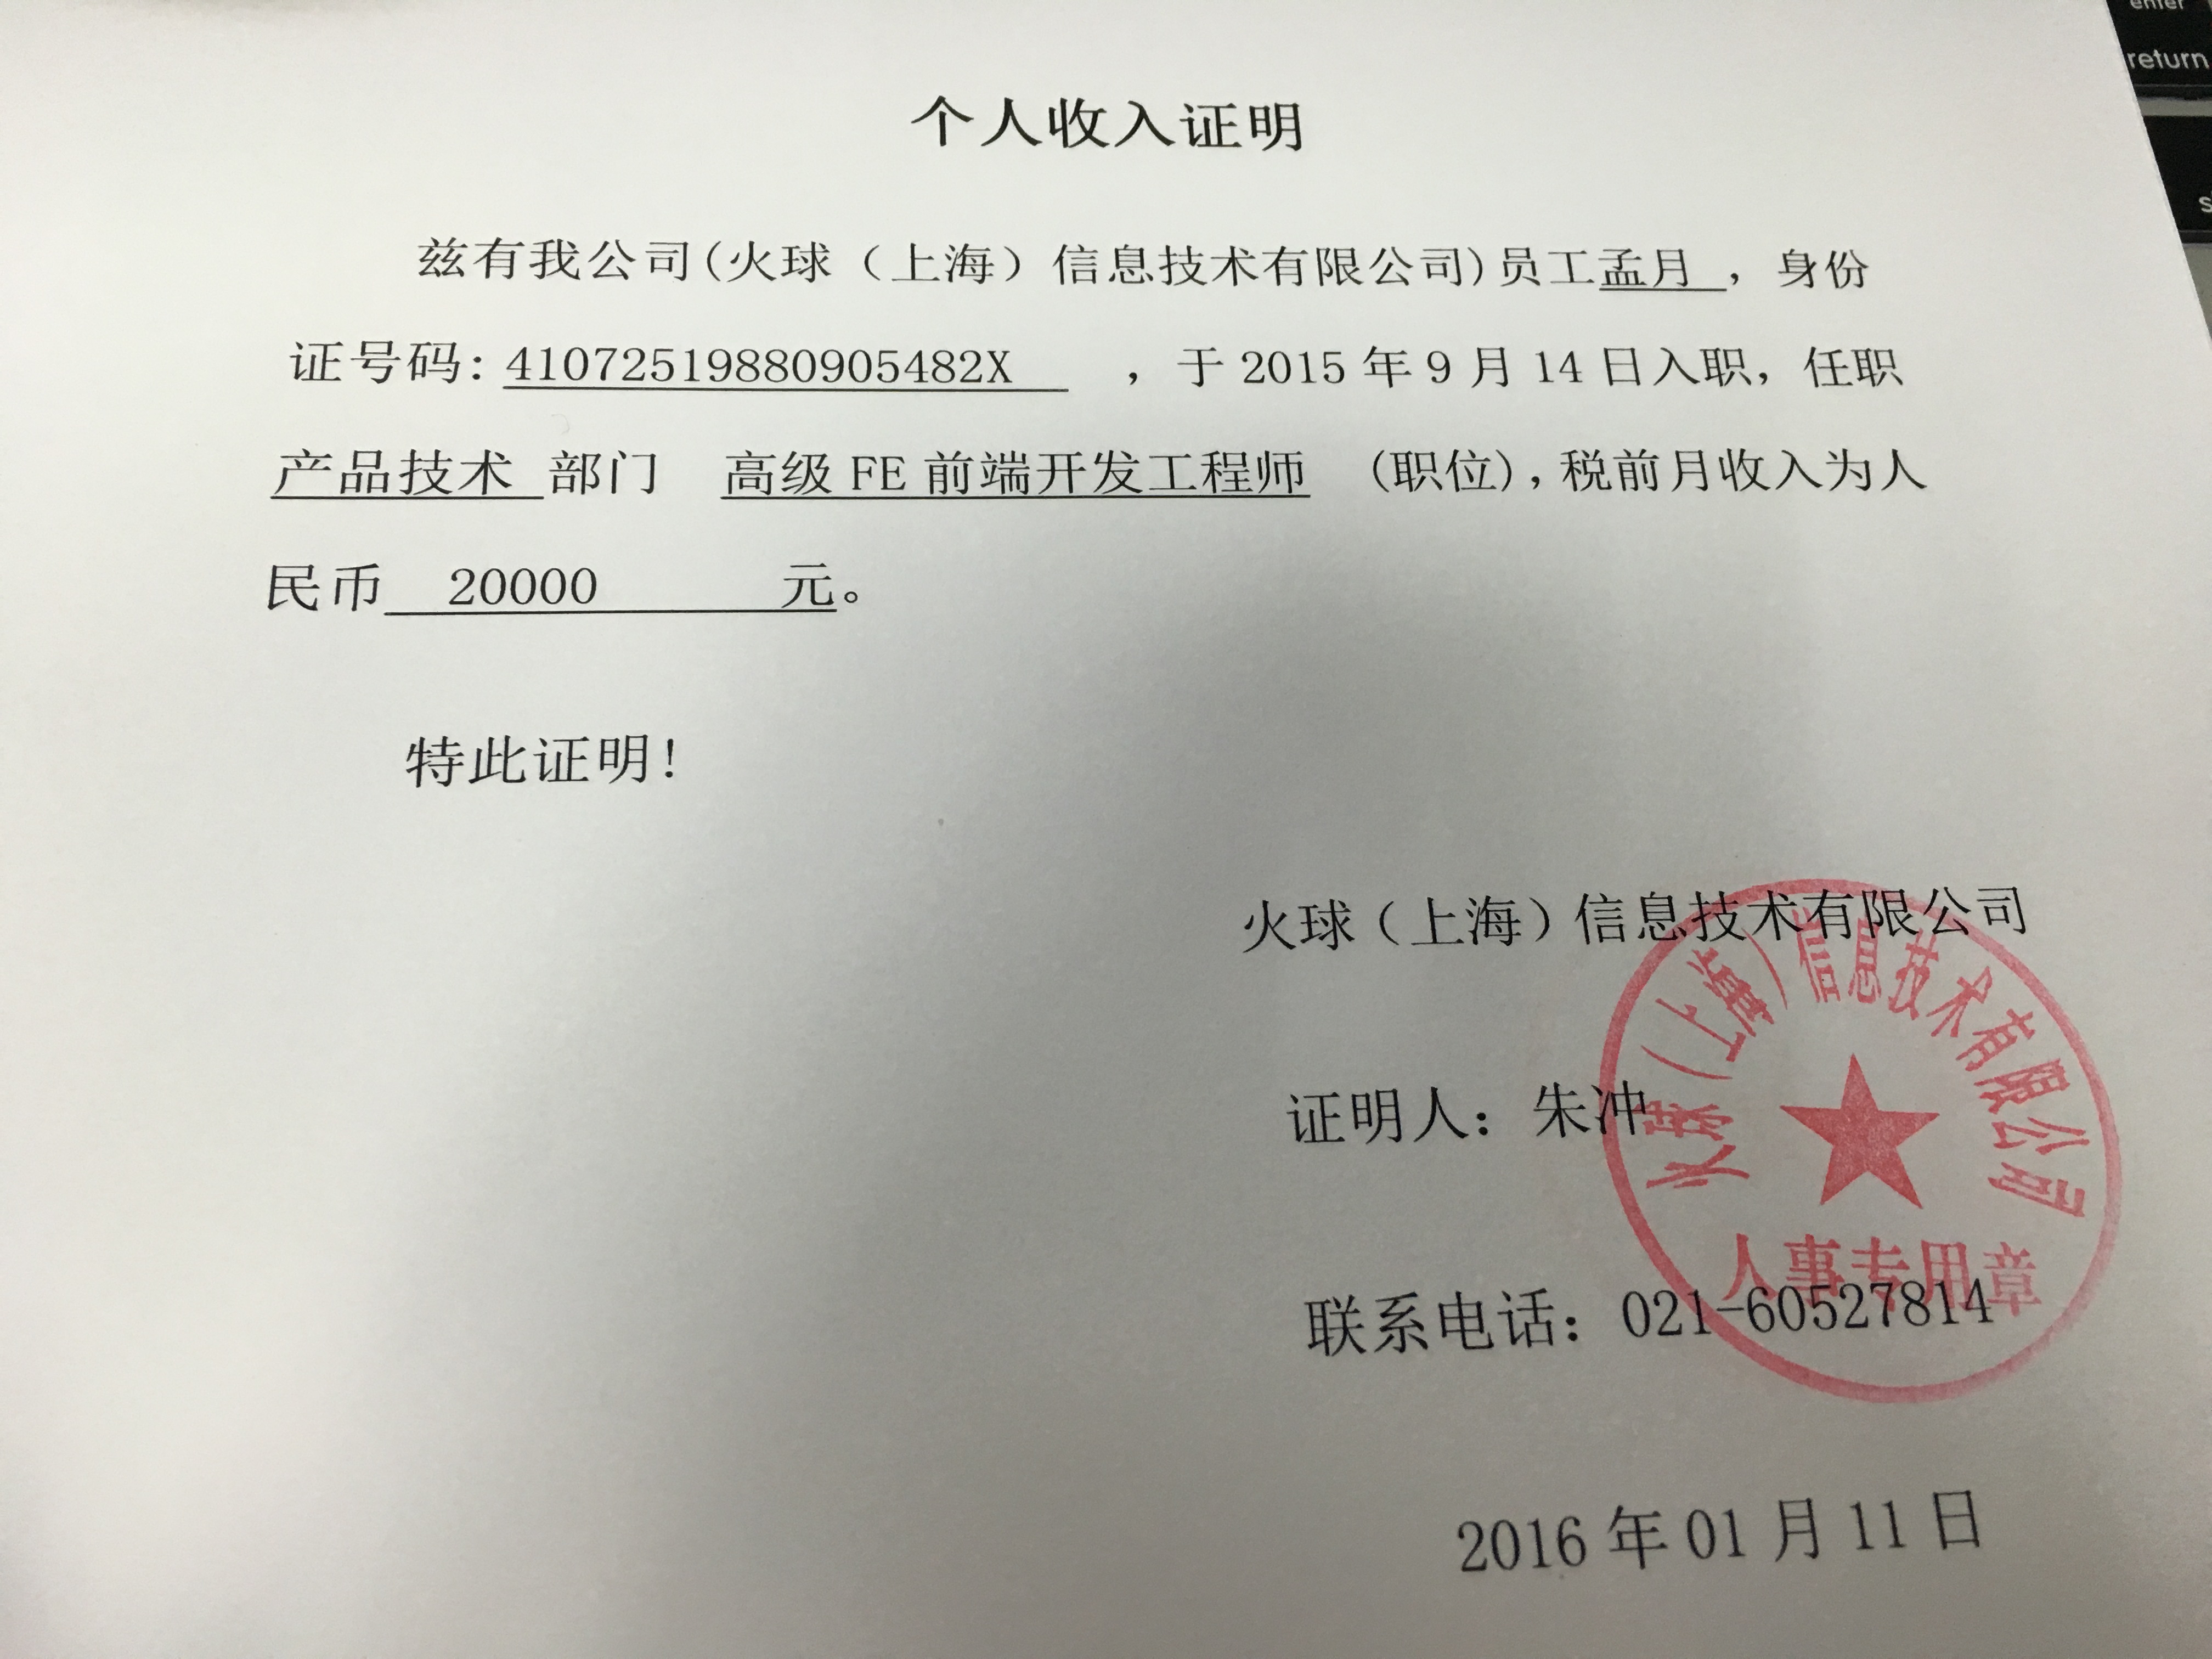 个人收入证明
兹有我公司(火球（上海）信息技术有限公司)员工孟月，身份
证号码：41072519880905482X ，于 2015 年 9 月 14 日入职，任职
产品技术 部门 高级 FE 前端开发工程师 （职位），税前月收入为人
民币 20000 元。
特此证明！
火球（上海）信息技术有限公司
证明人：朱冲
联系电话：021-60527814
2016 年 01 月 11 日
火球（上海）信息技术有限公司
人事专用章
enter
return